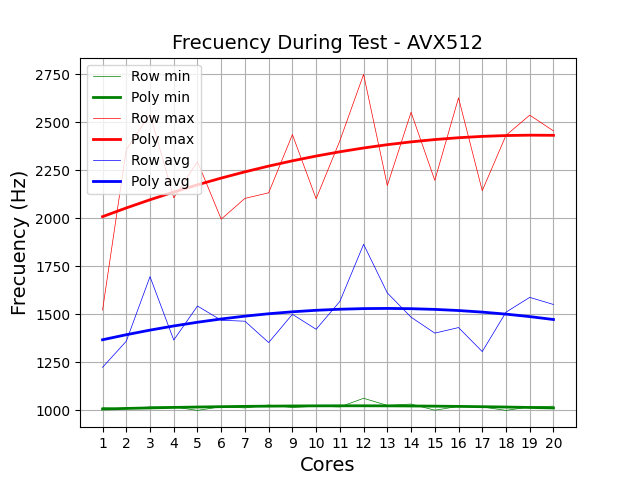 Frecuency During Test - AVX512
Row min
Poly min
Row max
Poly max
Row avg
Poly avg
2750
2500
2250
2000
1750
1500
1250
1000
Frecuency (Hz)
1 2 3 4 5 6 7 8 9 10 11 12 13 14 15 16 17 18 19 20
Cores